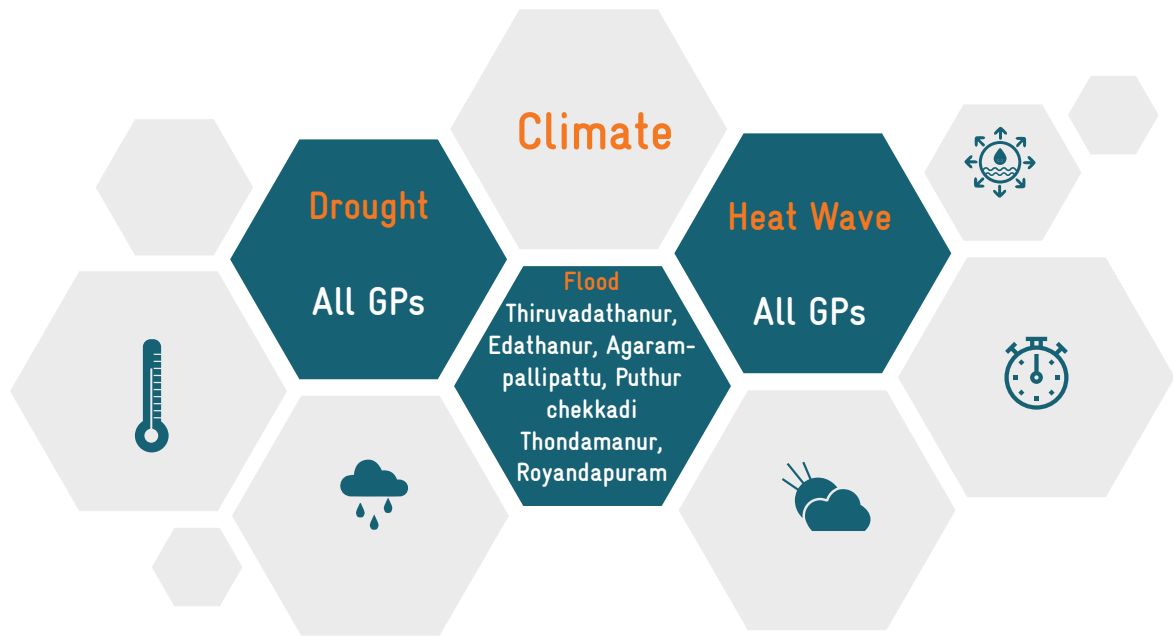 Climate
Drought
All GPs
Flood
Thiruvadathanur,
Edathanur, Agaram-
pallipattu, Puthur
chekkadi
Thondamanur,
Royandapuram
Heat Wave
All GPs